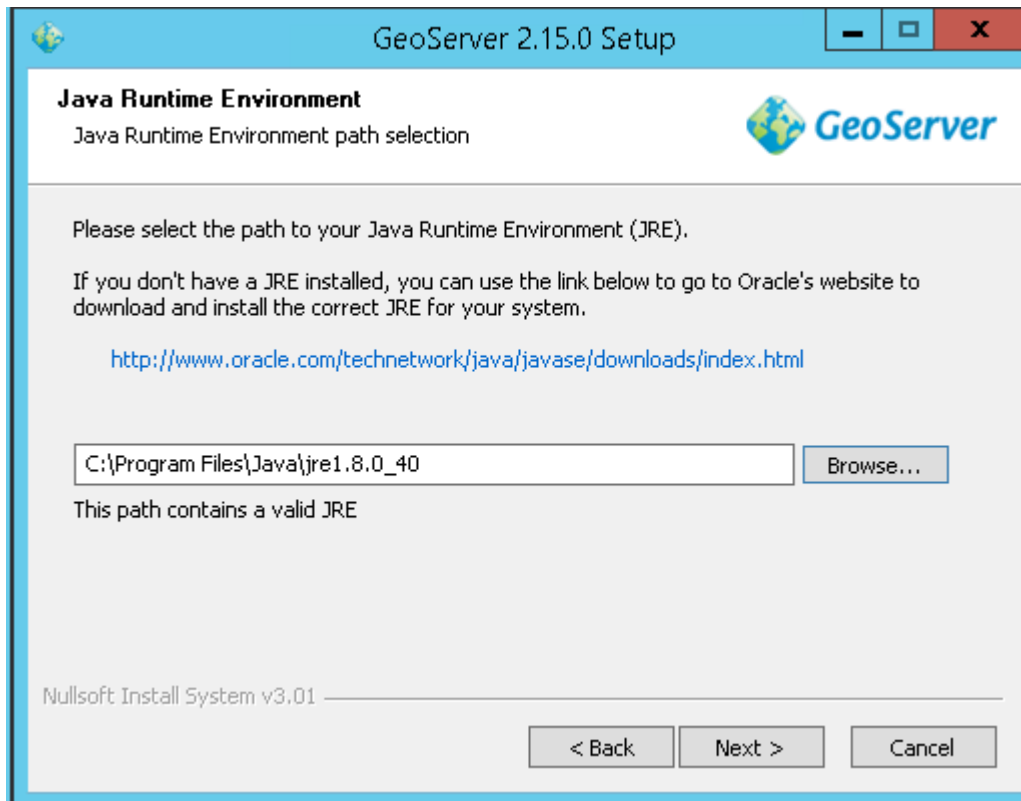 GeoServer 2.15.0 Setup
Java Runtime Environment
Java Runtime Environment path selection
GeoServer
Please select the path to your Java Runtime Environment (JRE).
If you don't have a JRE installed, you can use the link below to go to Oracle's website to
download and install the correct JRE for your system.
http://www.oracle.com/technetwork/java/javase/downloads/index.html
C:\Program Files\Java\jre1.8.0_40
Browse...
This path contains a valid JRE
Nullsoft Install System v3.01
< Back Next > Cancel